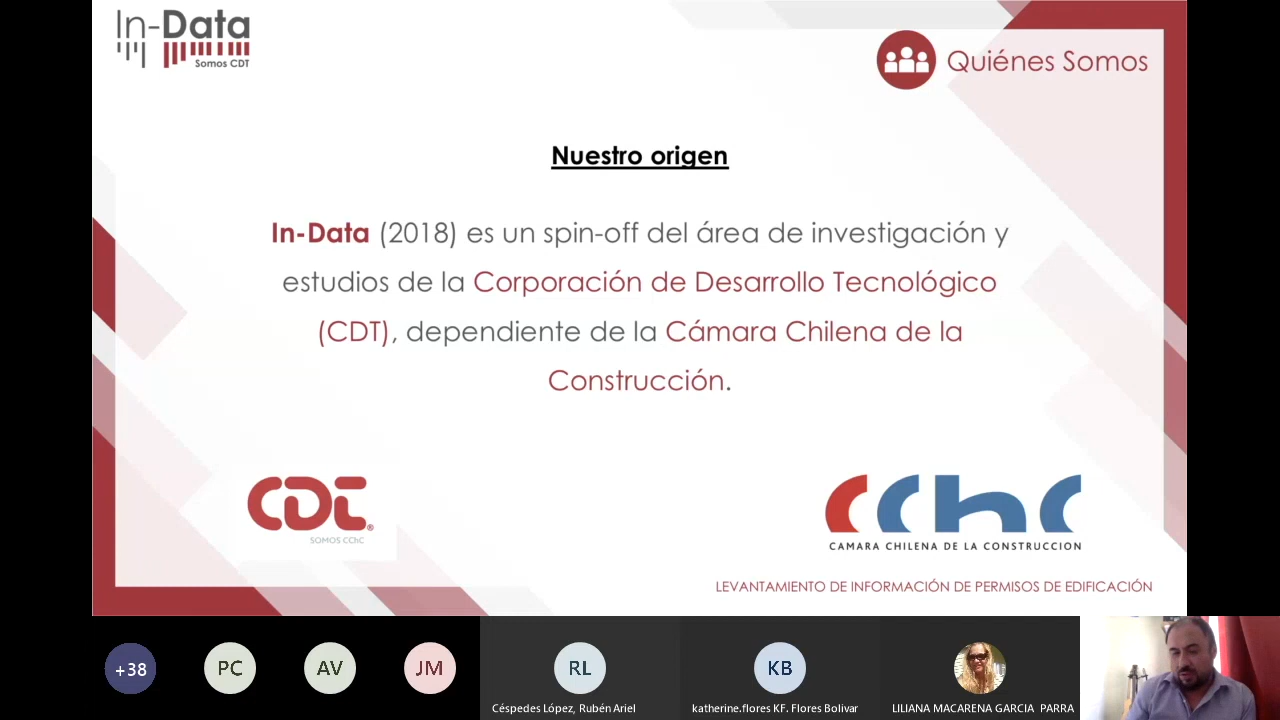 In-Data
Somos CDT
Quiénes Somos
Nuestro origen
In-Data (2018) es un spin-off del área de investigación y
estudios de la Corporación de Desarrollo Tecnológico
(CDT), dependiente de la Cámara Chilena de la
Construcción.
CDT®
SOMOS CChC
CChC
CAMARA CHILENA DE LA CONSTRUCCION
LEVANTAMIENTO DE INFORMACIÓN DE PERMISOS DE EDIFICACIÓN
+38
PC
AV
JM
RL
KB
Céspedes López, Rubén Ariel
katherine.flores KF. Flores Bolivar
LILIANA MACARENA GARCIA PARRA